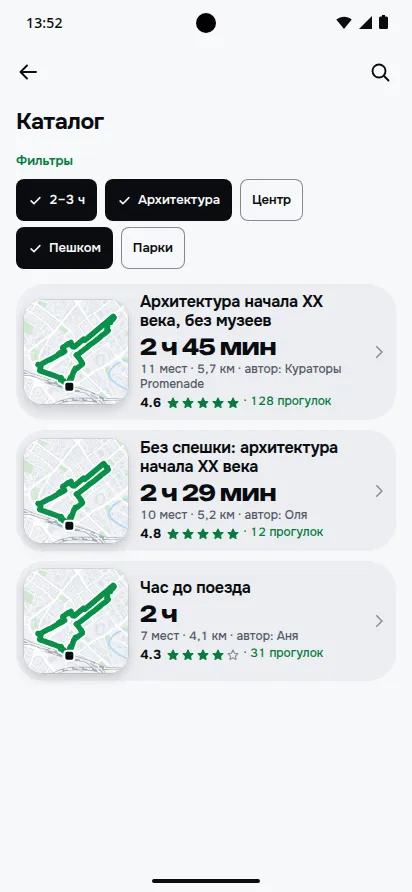 13:52
Каталог
Фильтры
2–3 ч
Архитектура
Центр
Пешком
Парки
Архитектура начала XX
века, без музеев
2 ч 45 мин
11 мест · 5,7 км · автор: Кураторы
Promenade
4.6 · 128 прогулок
Без спешки: архитектура
начала XX века
2 ч 29 мин
10 мест · 5,2 км · автор: Оля
4.8 · 12 прогулок
Час до поезда
2 ч
7 мест · 4,1 км · автор: Аня
4.3 · 31 прогулок